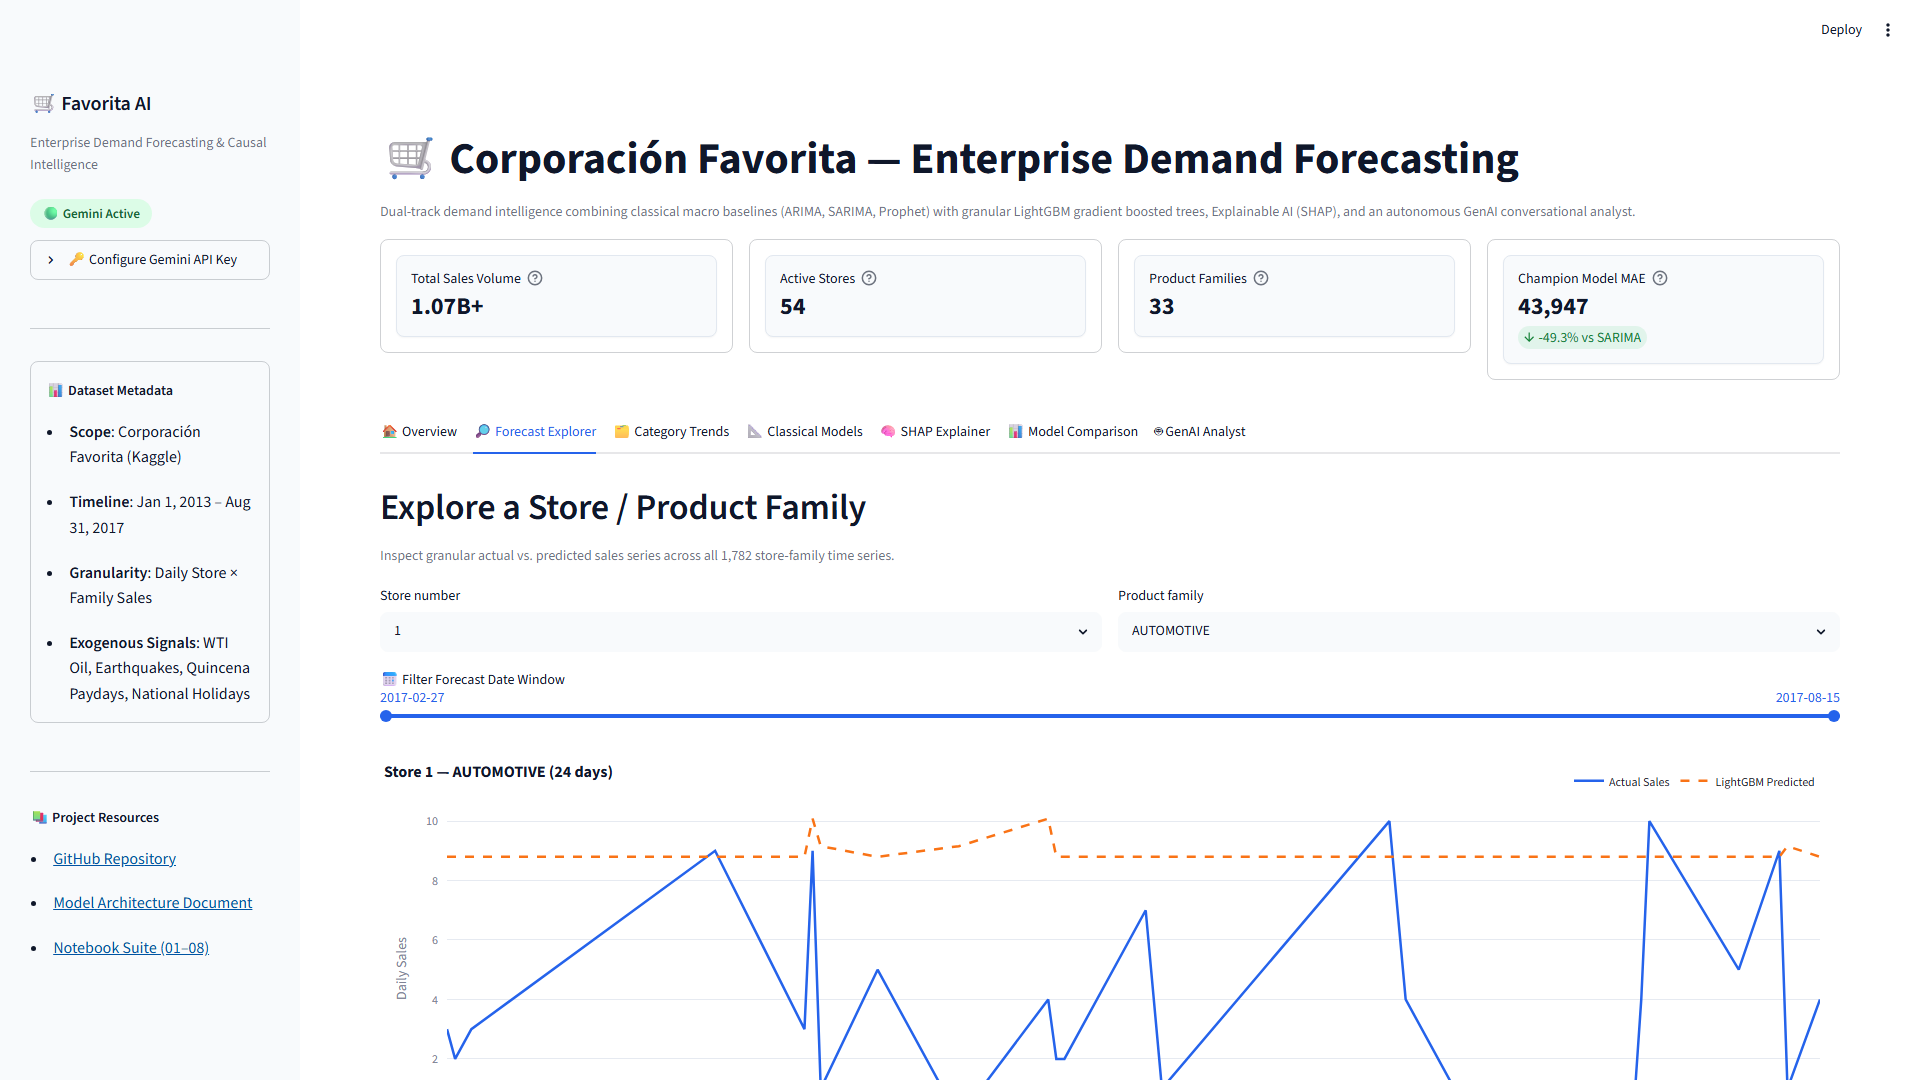 Deploy
Favorita AI
Enterprise Demand Forecasting & Causal
Intelligence
Gemini Active
Configure Gemini API Key
Dataset Metadata
Scope: Corporación
Favorita (Kaggle)
Timeline: Jan 1, 2013 – Aug
31, 2017
Granularity: Daily Store ×
Family Sales
Exogenous Signals: WTI
Oil, Earthquakes, Quincena
Paydays, National Holidays
Project Resources
GitHub Repository
Model Architecture Document
Notebook Suite (01–08)
Corporación Favorita — Enterprise Demand Forecasting
Dual-track demand intelligence combining classical macro baselines (ARIMA, SARIMA, Prophet) with granular LightGBM gradient boosted trees, Explainable AI (SHAP), and an autonomous GenAI conversational analyst.
Total Sales Volume
1.07B+
Active Stores
54
Product Families
33
Champion Model MAE
43,947
-49.3% vs SARIMA
Overview
Forecast Explorer
Category Trends
Classical Models
SHAP Explainer
Model Comparison
GenAI Analyst
Explore a Store / Product Family
Inspect granular actual vs. predicted sales series across all 1,782 store-family time series.
Store number
1
Product family
AUTOMOTIVE
Filter Forecast Date Window
2017-02-27
2017-08-15
Store 1 — AUTOMOTIVE (24 days)
Actual Sales
LightGBM Predicted
10
8
6
4
2
Daily Sales